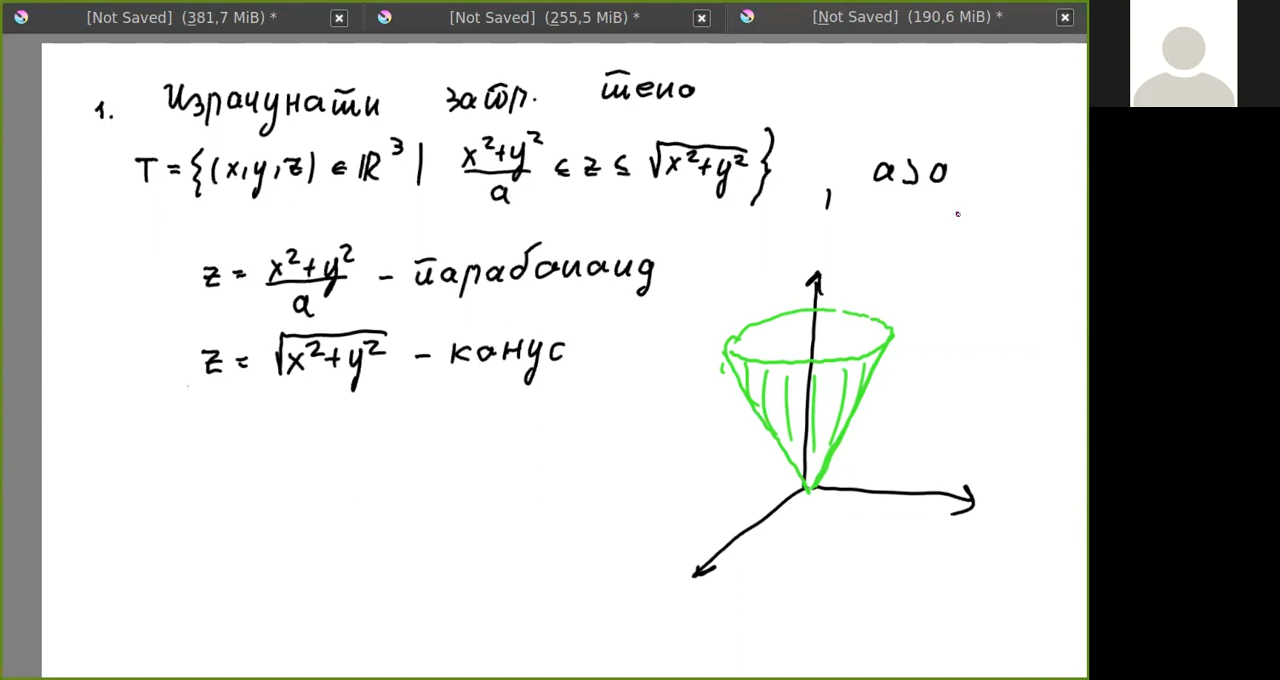 [Not Saved] (381,7 MiB) * [Not Saved] (255,5 MiB) * [Not Saved] (190,6 MiB) *
1. Израчунати запр. тело
T = {(x,y,z) ∈ ℝ³ | (x²+y²)/a ≤ z ≤ √(x²+y²)}, a>0
z = (x²+y²)/a - параболоид
z = √(x²+y²) - конус